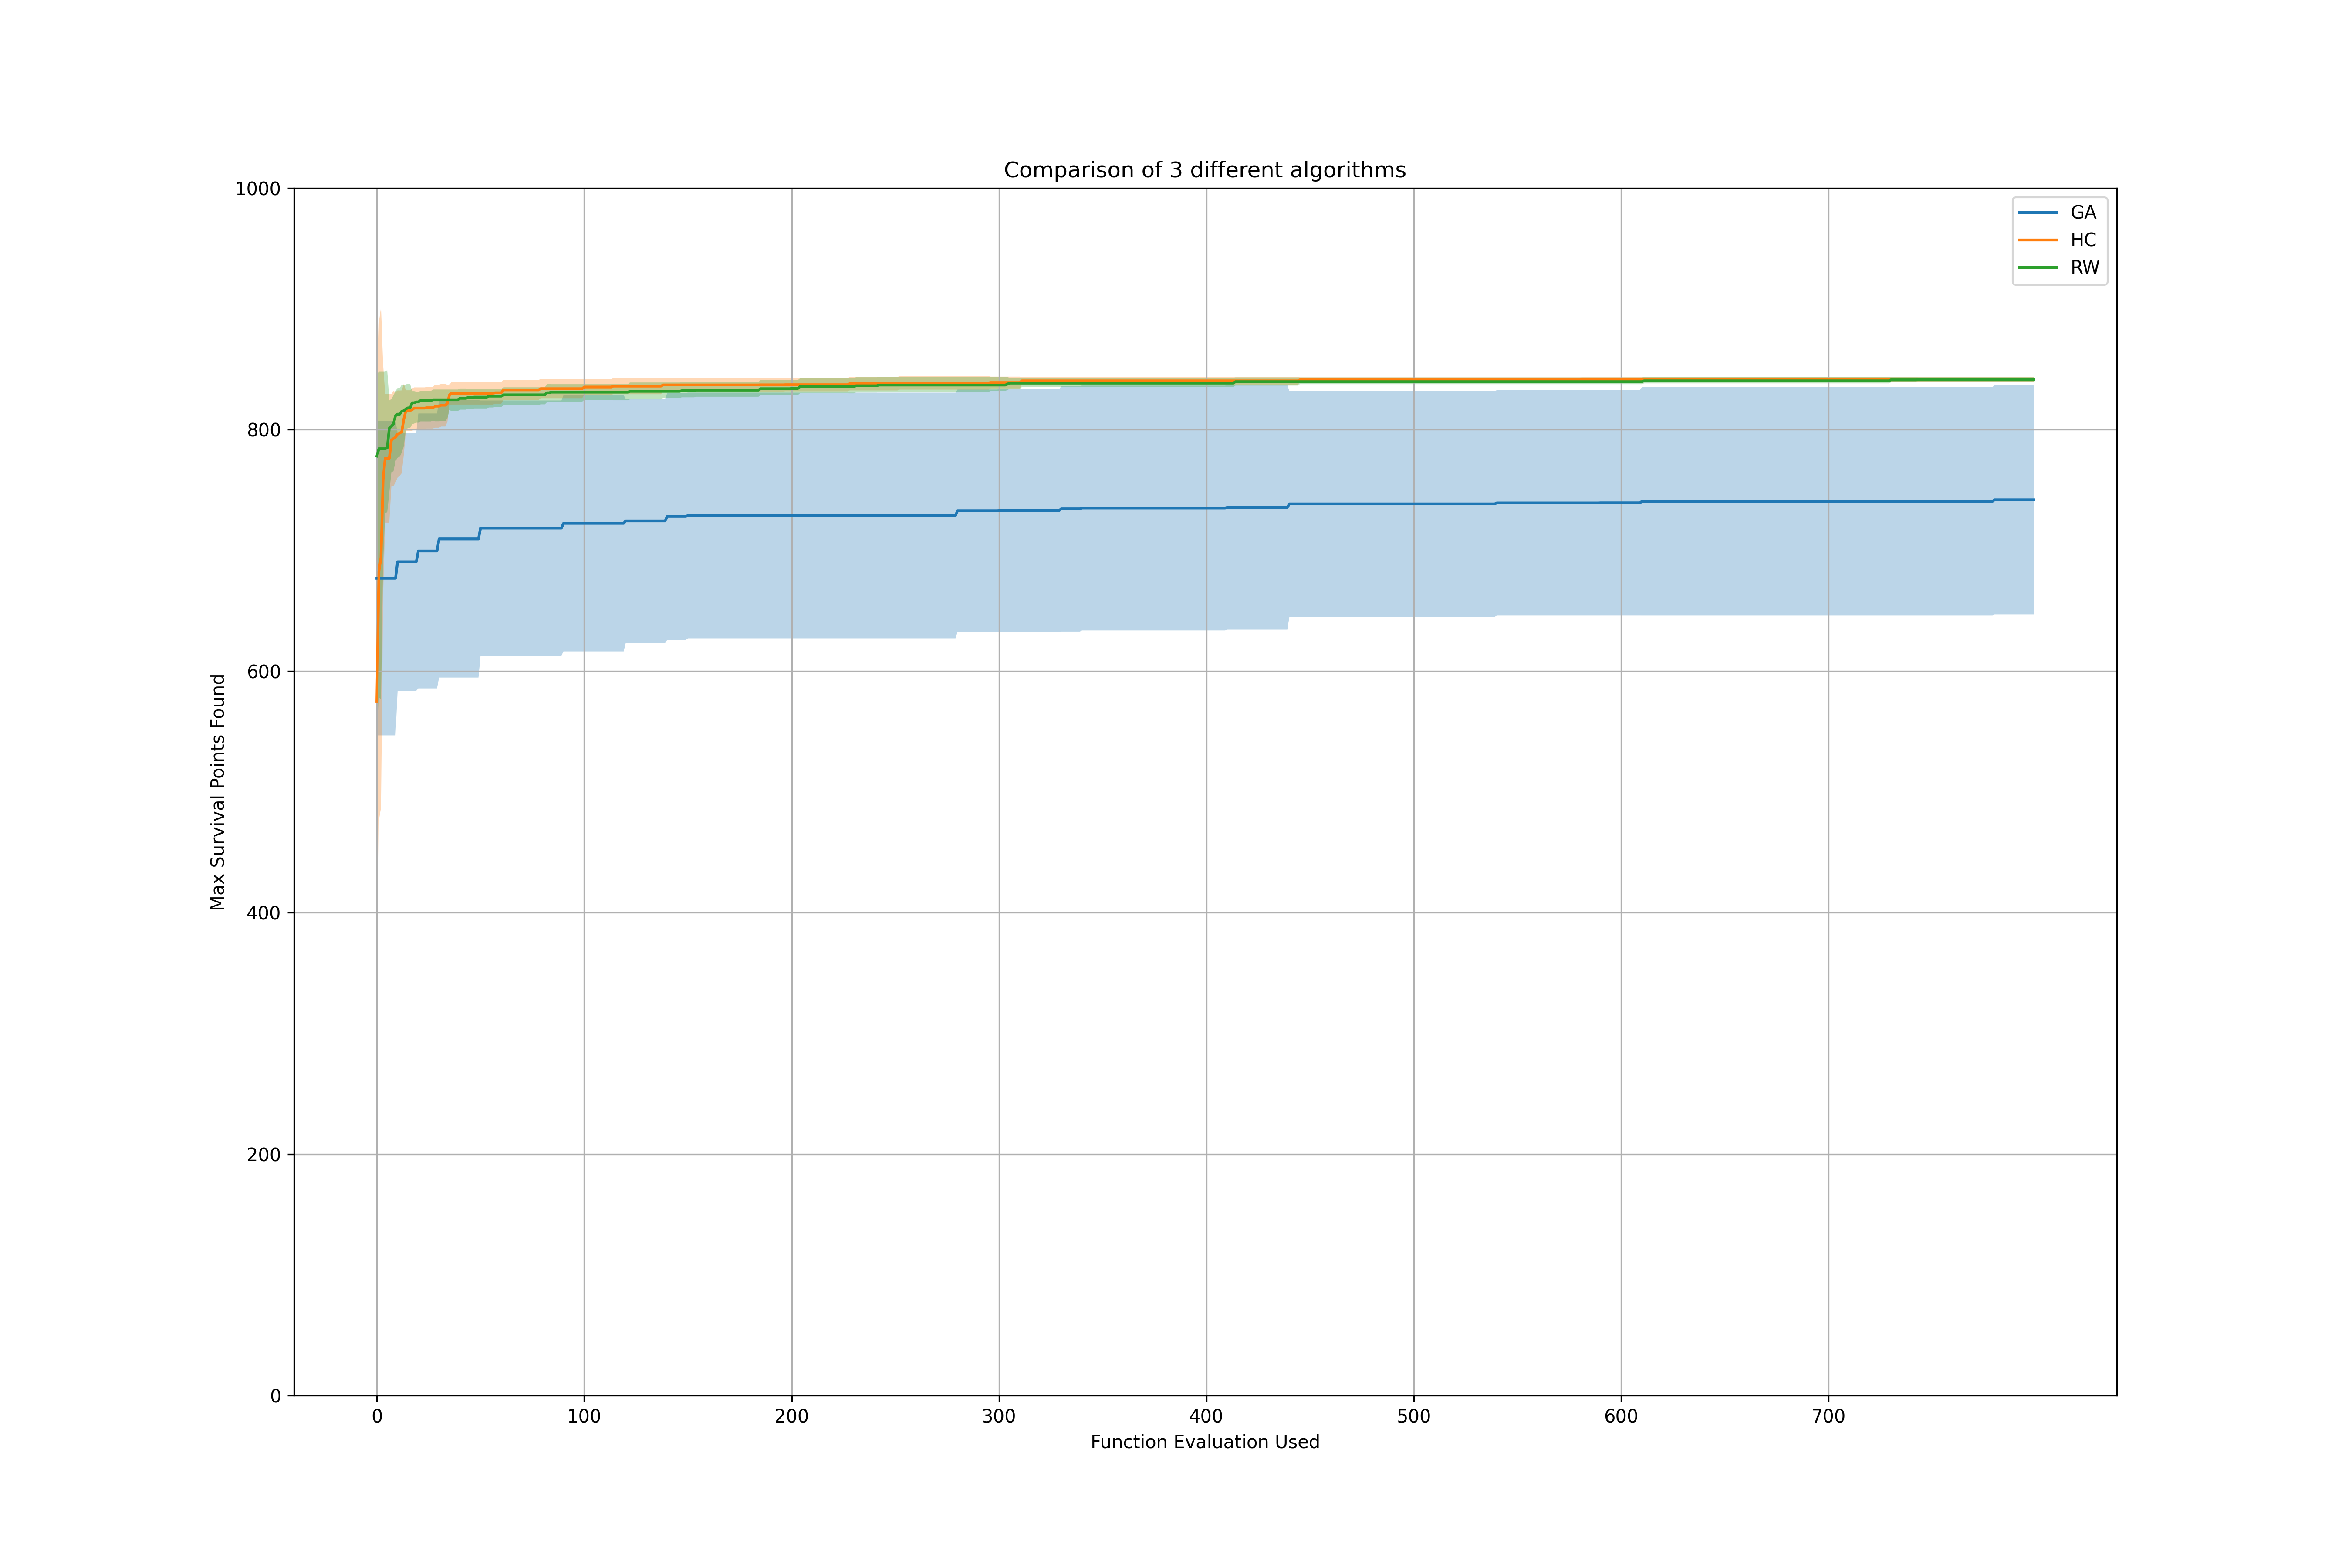 Comparison of 3 different algorithms
1000
800
600
400
200
0
Max Survival Points Found
GA
HC
RW
0 100 200 300 400 500 600 700
Function Evaluation Used